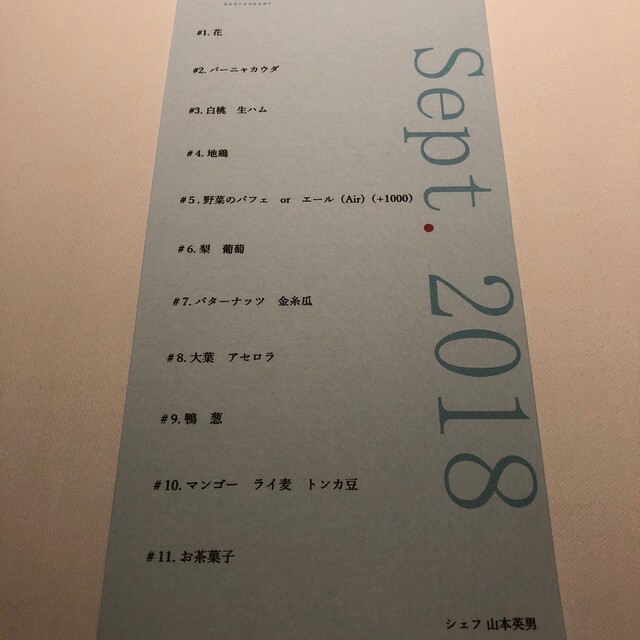 RESTAURANT
#1. 花
#2. バーニャカウダ
#3. 白桃　生ハム
#4. 地鶏
#5. 野菜のパフェ　or　エール（Air）（+1000）
#6. 梨　葡萄
#7. バターナッツ　金糸瓜
#8. 大葉　アセロラ
#9. 鴨　葱
#10. マンゴー　ライ麦　トンカ豆
#11. お茶菓子
Sept. 2018
シェフ 山本英男